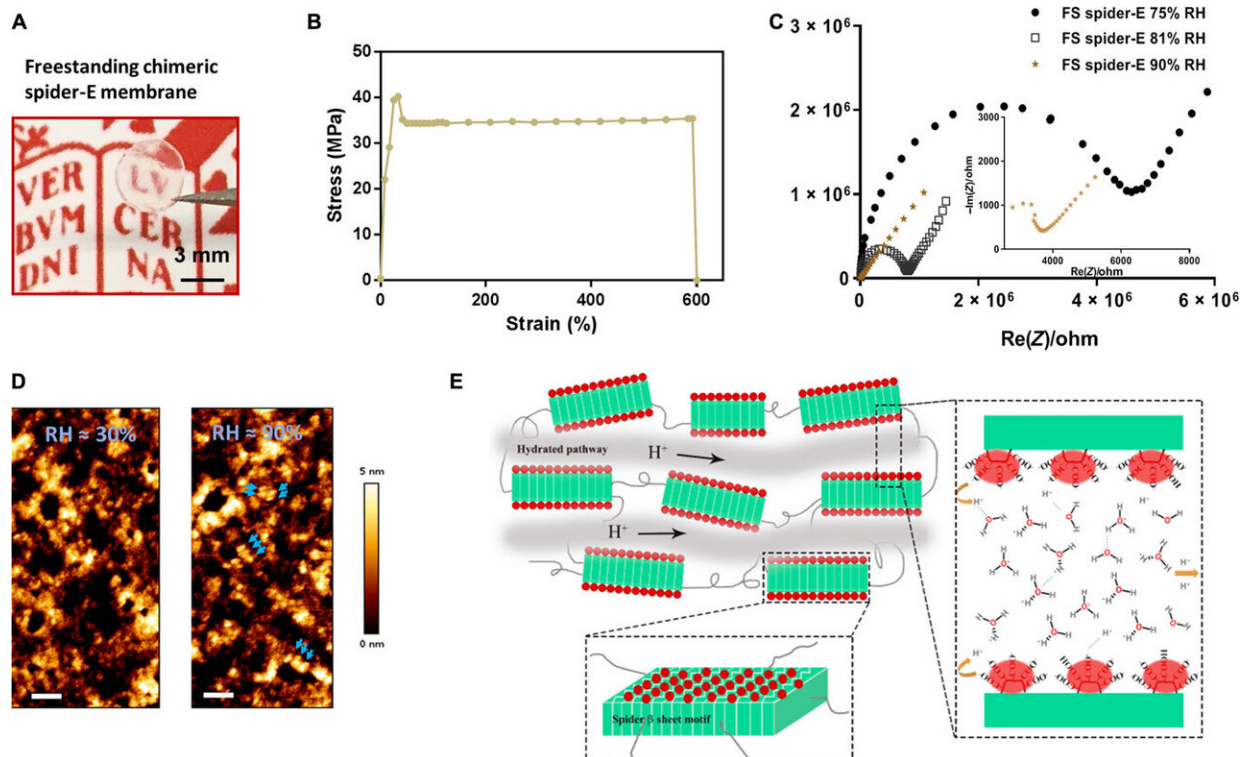 A
Freestanding chimeric
spider-E membrane
VER
BVM
DNI
LV
CER
NA
3 mm
B
Stress (MPa)
50
40
30
20
10
0
0
200
400
600
Strain (%)
C
FS spider-E 75% RH
FS spider-E 81% RH
FS spider-E 90% RH
3 × 10⁶
2 × 10⁶
1 × 10⁶
0
0
2 × 10⁶
4 × 10⁶
6 × 10⁶
Re(Z)/ohm
−Im(Z)/ohm
3000
2000
1000
0
4000
6000
8000
Re(Z)/ohm
D
RH ≈ 30%
RH ≈ 90%
5 nm
0 nm
E
Hydrated pathway
H⁺
H⁺
Spider β sheet motif